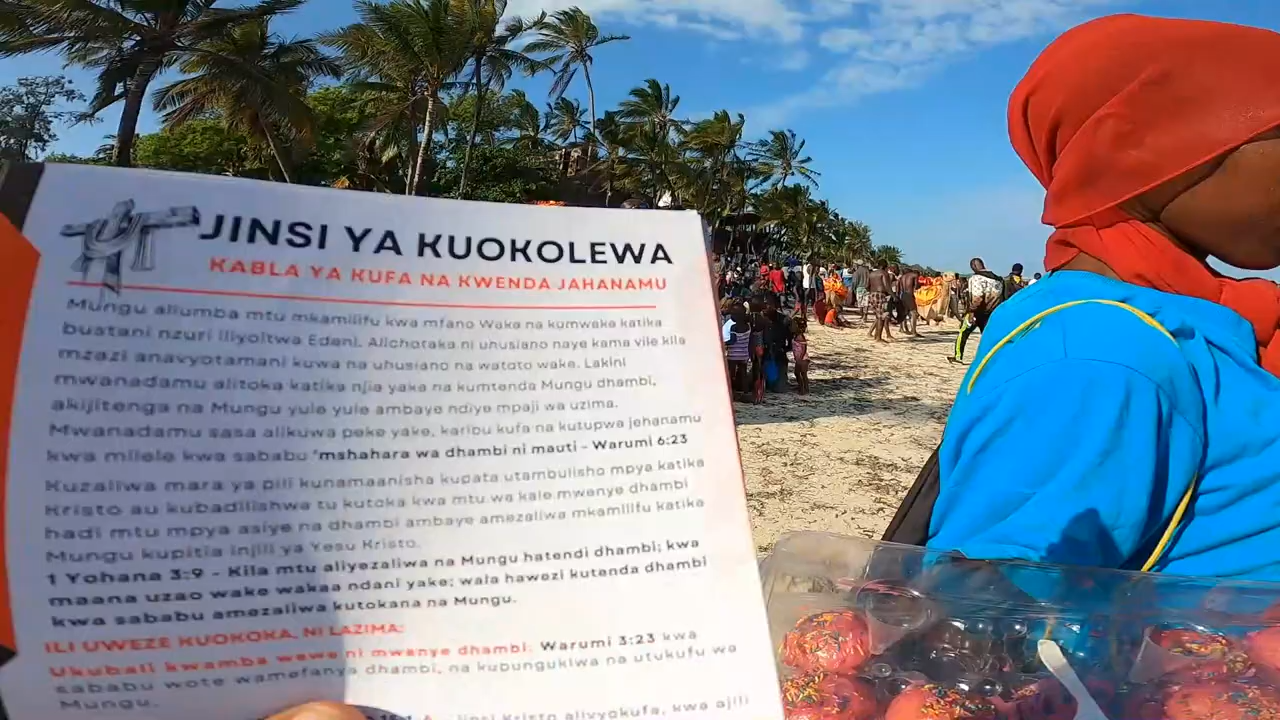 JINSI YA KUOKOLEWA
KABLA YA KUFA NA KWENDA JAHANAMU
Mungu aliumba mtu mkamilifu kwa mfano Wake na kumweka katika
bustani nzuri iliyoitwa Edeni. Alichotaka ni uhusiano naye kama vile kila
mzazi anavyotamani kuwa na uhusiano na watoto wake. Lakini
mwanadamu alitoka katika njia yake na kumtenda Mungu dhambi,
akijitenga na Mungu yule yule ambaye ndiye mpaji wa uzima.
Mwanadamu sasa alikuwa peke yake, karibu kufa na kutupwa jehanamu
kwa milele kwa sababu 'mshahara wa dhambi ni mauti - Warumi 6:23
Kuzaliwa mara ya pili kunamaanisha kupata utambulisho mpya katika
Kristo au kubadilishwa tu kutoka kwa mtu wa kale mwenye dhambi
hadi mtu mpya asiye na dhambi ambaye amezaliwa mkamilifu katika
Mungu kupitia injili ya Yesu Kristo.
1 Yohana 3:9 - Kila mtu aliyezaliwa na Mungu hatendi dhambi; kwa
maana uzao wake wakaa ndani yake; wala hawezi kutenda dhambi
kwa sababu amezaliwa kutokana na Mungu.
ILI UWEZE KUOKOKA, NI LAZIMA:
Ukubali kwamba wewe ni mwenye dhambi: Warumi 3:23 kwa
sababu wote wamefanya dhambi, na kupungukiwa na utukufu wa
Mungu.
Jinsi Kristo alivyokufa, kwa ajili